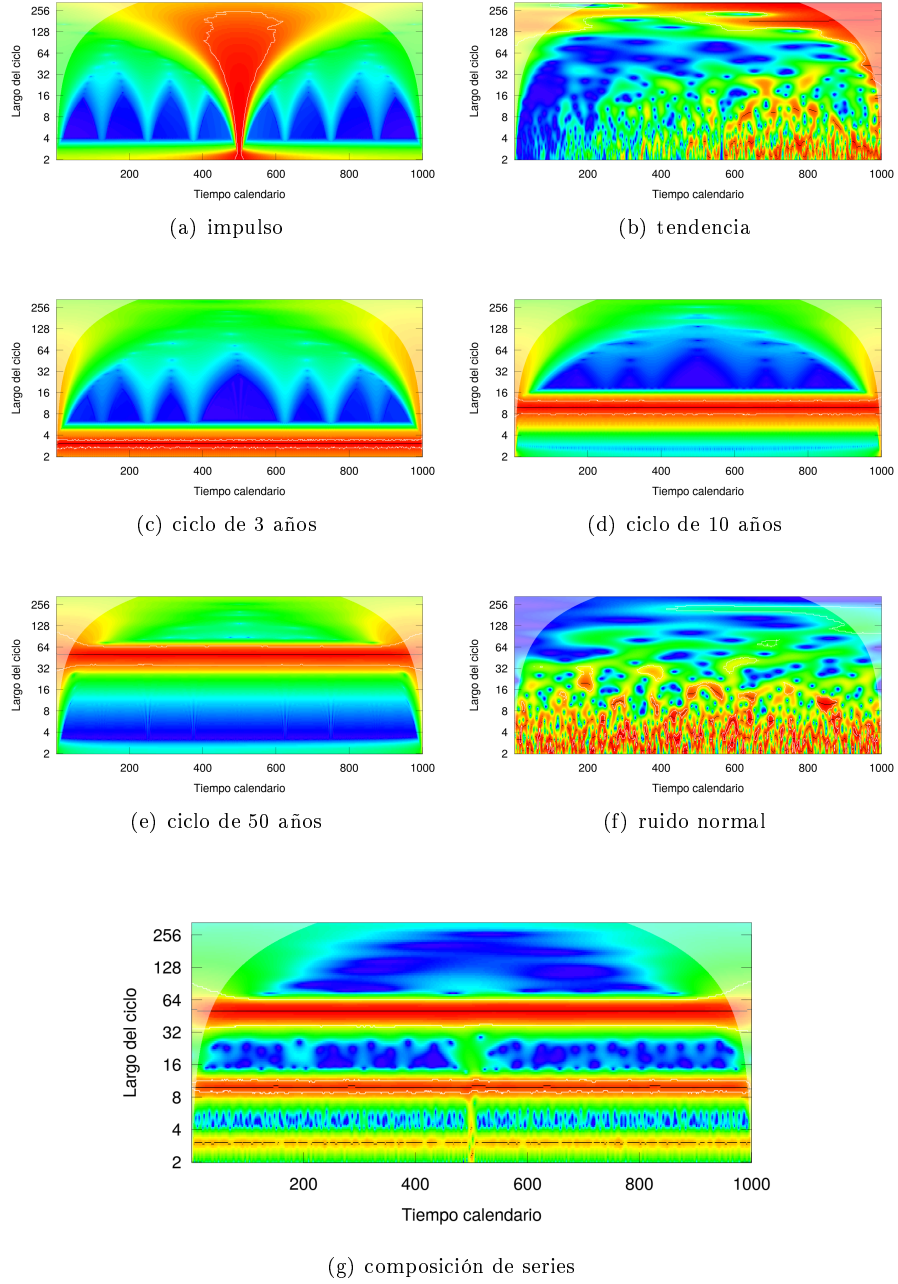 256
128
64
32
16
8
4
2
Largo del ciclo
200 400 600 800 1000
Tiempo calendario
(a) impulso
256
128
64
32
16
8
4
2
Largo del ciclo
200 400 600 800 1000
Tiempo calendario
(b) tendencia
256
128
64
32
16
8
4
2
Largo del ciclo
200 400 600 800 1000
Tiempo calendario
(c) ciclo de 3 años
256
128
64
32
16
8
4
2
Largo del ciclo
200 400 600 800 1000
Tiempo calendario
(d) ciclo de 10 años
256
128
64
32
16
8
4
2
Largo del ciclo
200 400 600 800 1000
Tiempo calendario
(e) ciclo de 50 años
256
128
64
32
16
8
4
2
Largo del ciclo
200 400 600 800 1000
Tiempo calendario
(f) ruido normal
256
128
64
32
16
8
4
2
Largo del ciclo
200 400 600 800 1000
Tiempo calendario
(g) composición de series